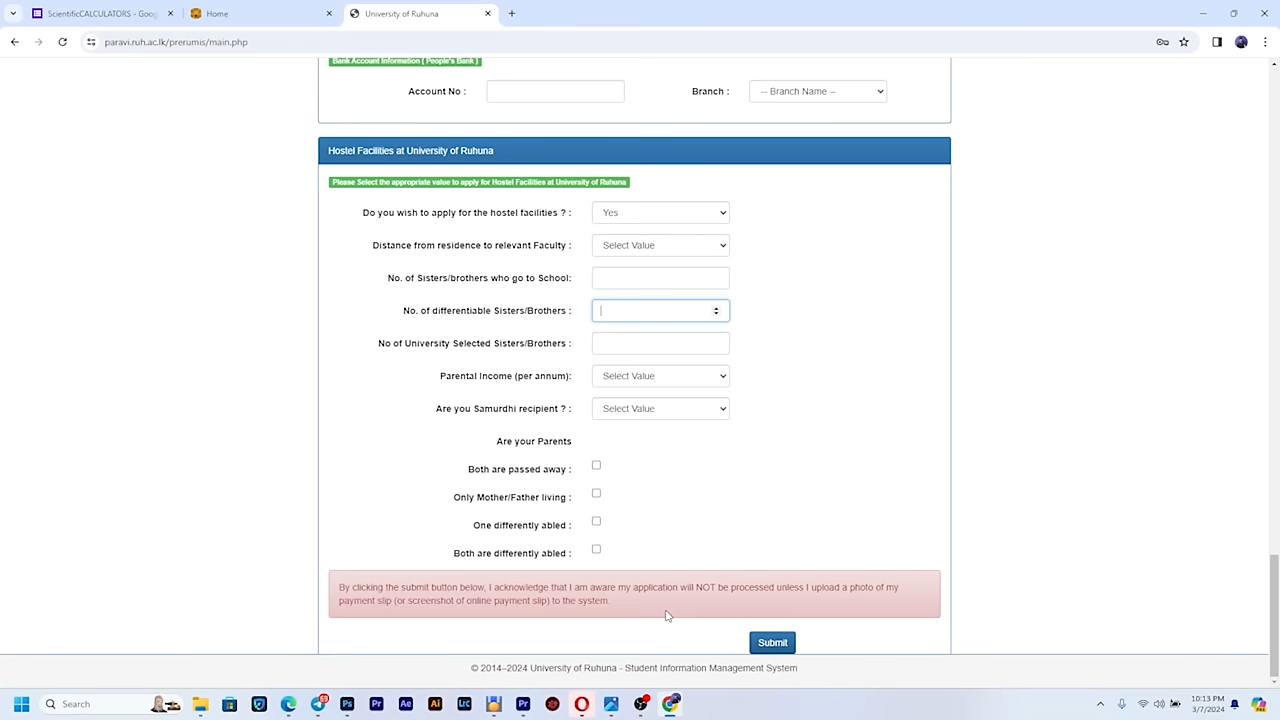 ScientificCALCULATORS - Goog
Home
University of Ruhuna
paravi.ruh.ac.lk/prerumis/main.php
Bank Account Information ( People's Bank )
Account No :
Branch :
-- Branch Name --
Hostel Facilities at University of Ruhuna
Please Select the appropriate value to apply for Hostel Facilities at University of Ruhuna
Do you wish to apply for the hostel facilities ? :
Yes
Distance from residence to relevant Faculty :
Select Value
No. of Sisters/brothers who go to School:
No. of differentiable Sisters/Brothers :
No of University Selected Sisters/Brothers :
Parental Income (per annum):
Select Value
Are you Samurdhi recipient ? :
Select Value
Are your Parents
Both are passed away :
Only Mother/Father living :
One differently abled :
Both are differently abled :
By clicking the submit button below, I acknowledge that I am aware my application will NOT be processed unless I upload a photo of my
payment slip (or screenshot of online payment slip) to the system.
Submit
© 2014–2024 University of Ruhuna - Student Information Management System
Search
Ps
Pr
Ae
Ai
Lrc
Pr
10:13 PM
3/7/2024